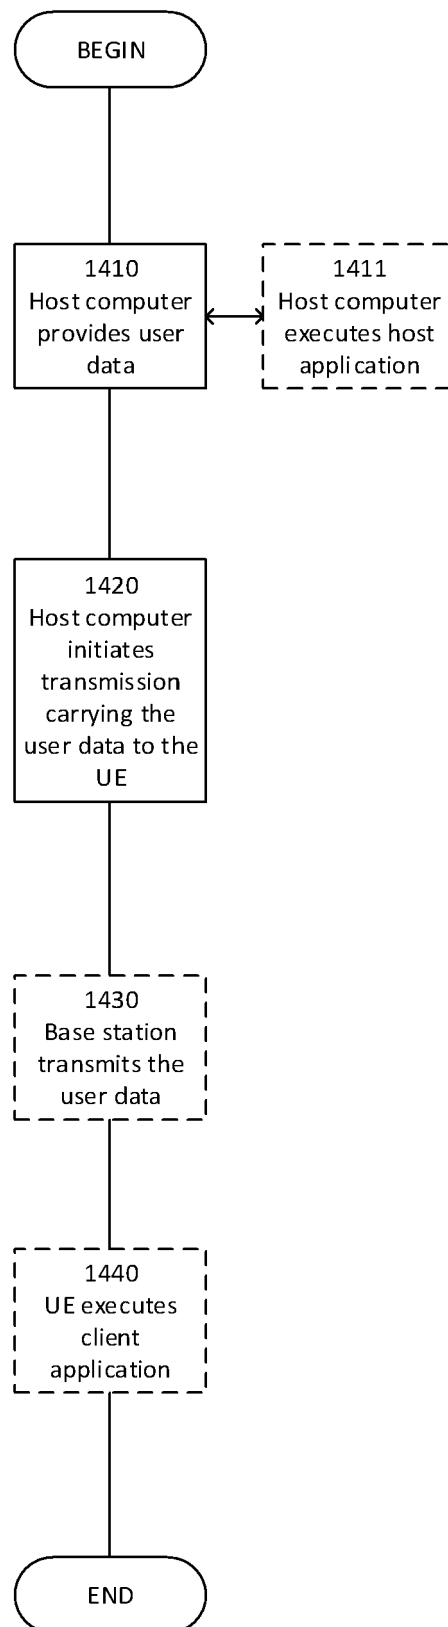 BEGIN
1410
Host computer
provides user
data
1411
Host computer
executes host
application
1420
Host computer
initiates
transmission
carrying the
user data to the
UE
1430
Base station
transmits the
user data
1440
UE executes
client
application
END